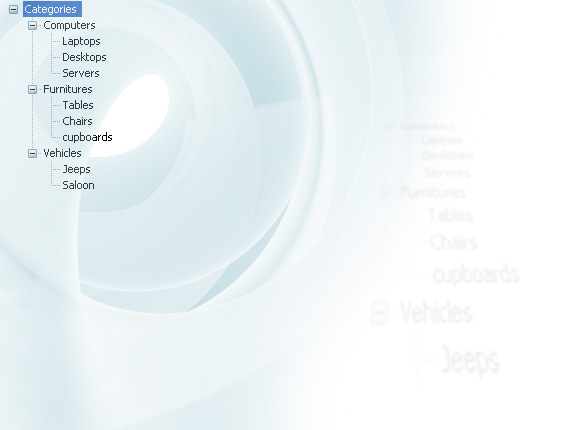 Categories
Computers
Laptops
Desktops
Servers
Furnitures
Tables
Chairs
cupboards
Vehicles
Jeeps
Saloon
Computers
Laptops
Desktops
Servers
Furnitures
Tables
Chairs
cupboards
Vehicles
Jeeps